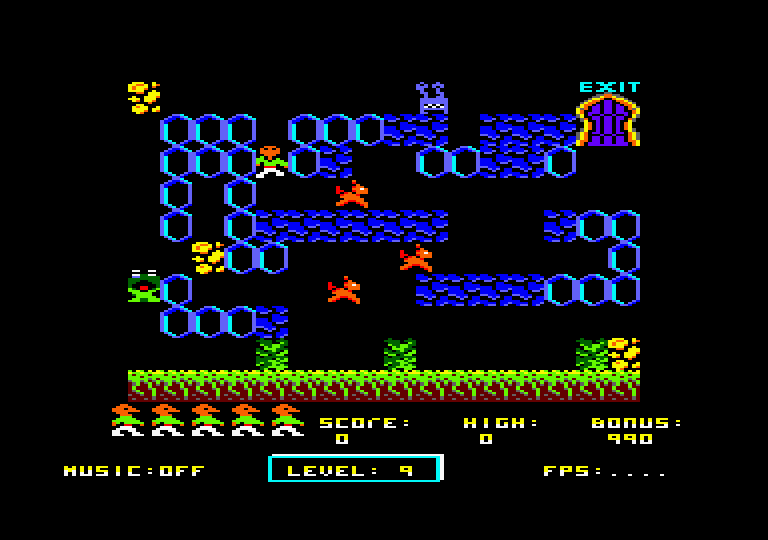 EXIT
SCOrE: HIGH: BONUS:
0 0 990
MUSIC:OFF LEVEL: 9 FPS:....